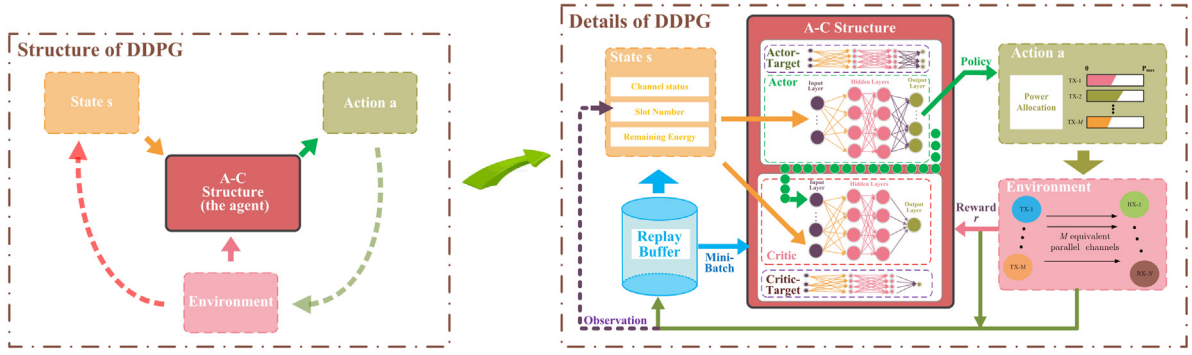 Structure of DDPG
State s
Action a
A-C
Structure
(the agent)
Environment
Details of DDPG
State s
Channel status
Slot Number
Remaining Energy
Replay
Buffer
Mini-
Batch
Observation
A-C Structure
Actor-
Target
Actor
Input
Layer
Hidden Layers
Output
Layer
Input
Layer
Hidden Layers
Output
Layer
Critic
Critic-
Target
Policy
Action a
Power
Allocation
0
Pmax
TX-1
TX-2
TX-M
Environment
Reward
r
TX-1
RX-1
M equivalent
parallel channels
TX-M
RX-N